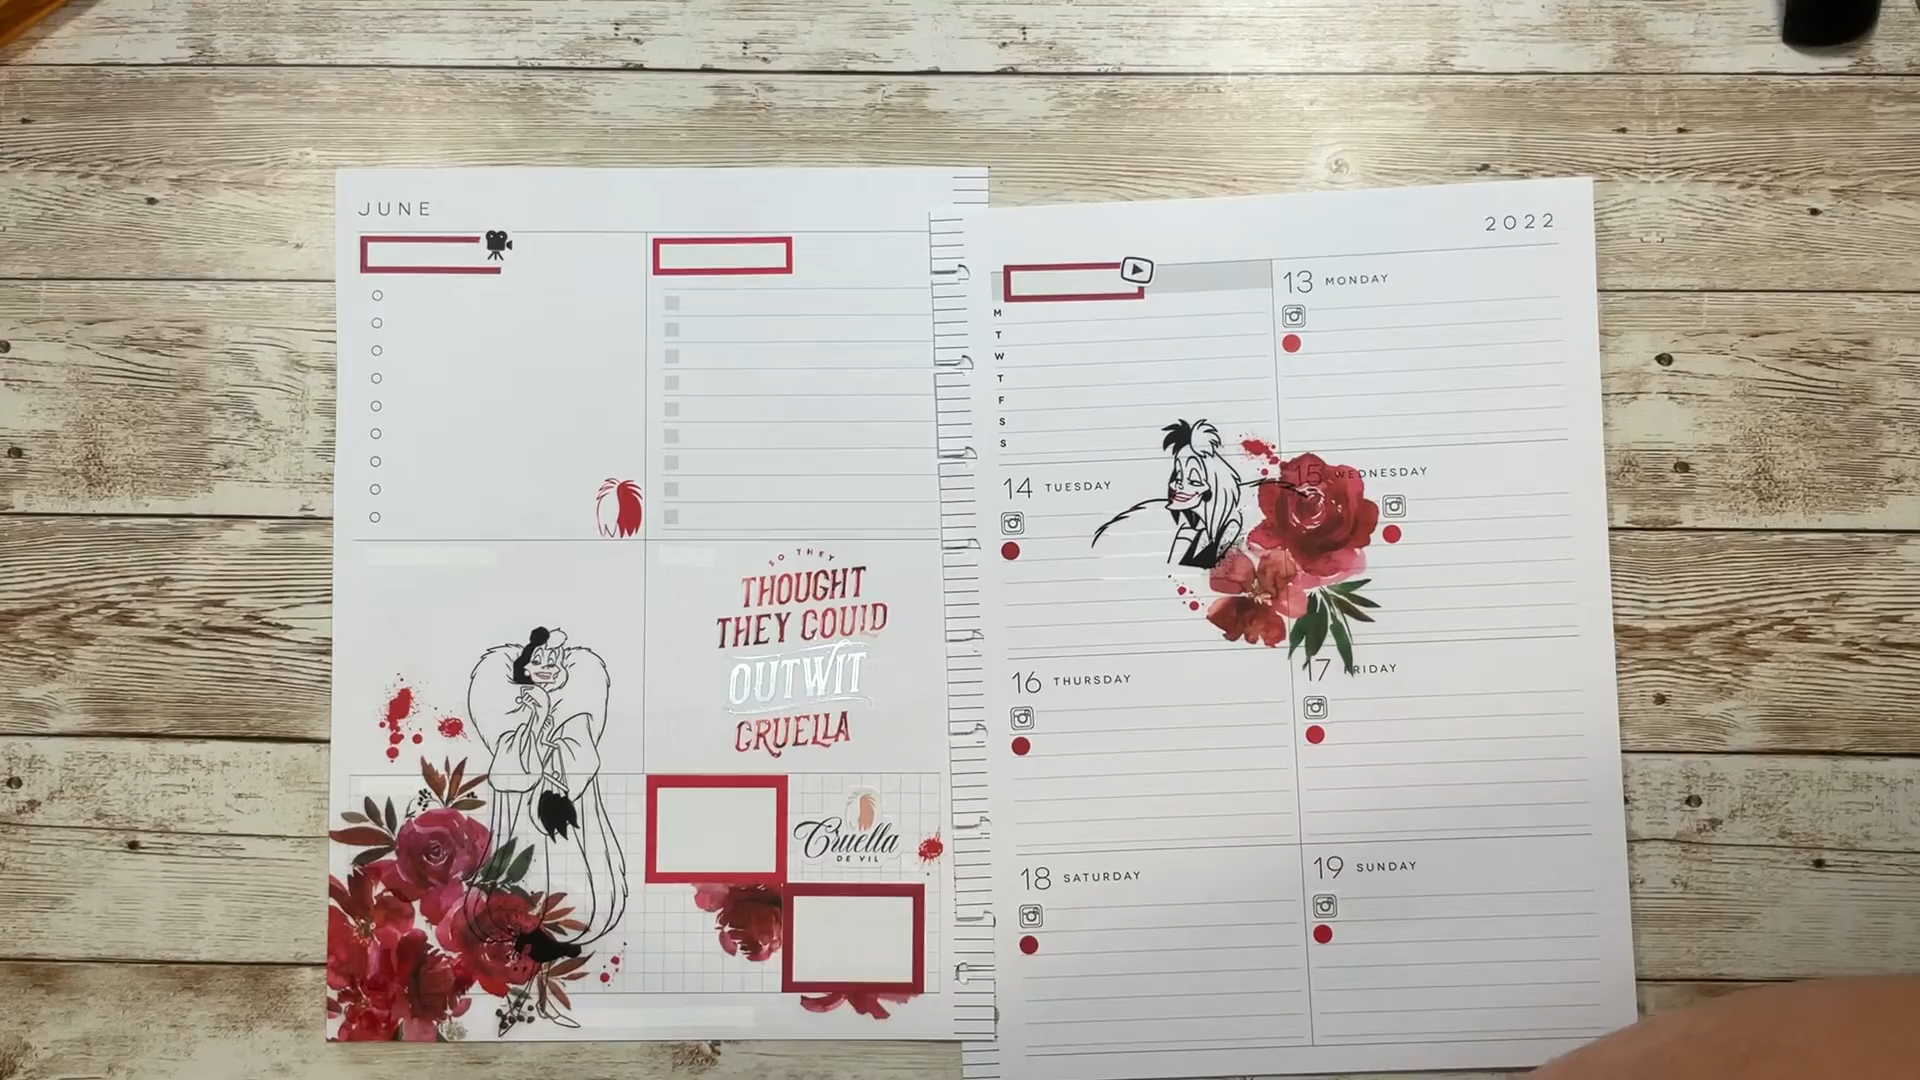 JUNE
SO THEY
THOUGHT
THEY COULD
OUTWIT
CRUELLA
Cruella
DE VIL
2022
M
T
W
T
F
S
S
13 MONDAY
14 TUESDAY
15 WEDNESDAY
16 THURSDAY
17 FRIDAY
18 SATURDAY
19 SUNDAY